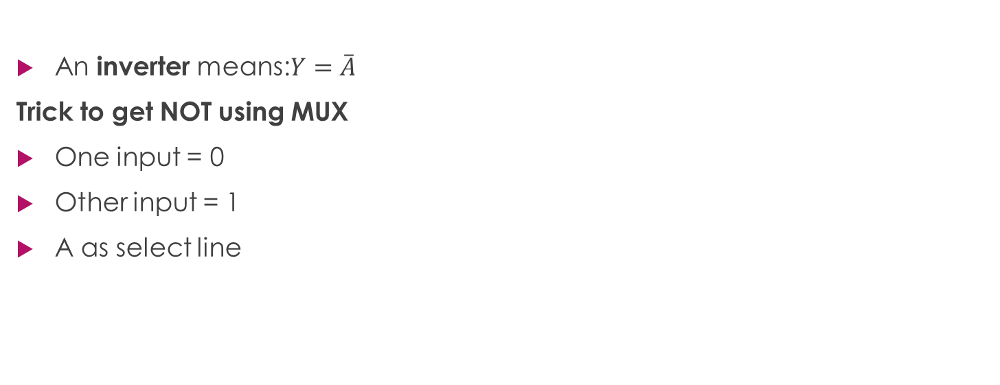 An inverter means:Y = Ā
Trick to get NOT using MUX
One input = 0
Other input = 1
A as select line